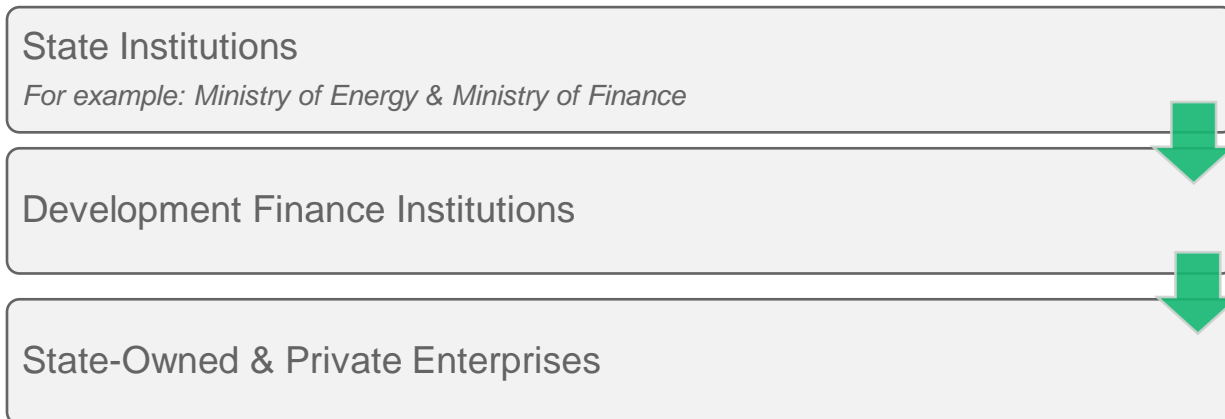 State Institutions
For example: Ministry of Energy & Ministry of Finance
Development Finance Institutions
State-Owned & Private Enterprises